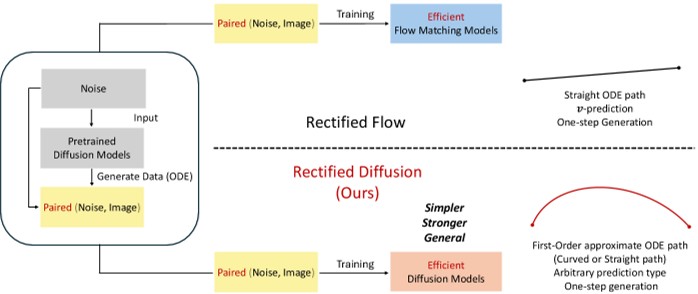 Paired (Noise, Image)
Training
Efficient
Flow Matching Models
Noise
Input
Pretrained
Diffusion Models
Generate Data (ODE)
Paired (Noise, Image)
Rectified Flow
Straight ODE path
v-prediction
One-step Generation
Rectified Diffusion
(Ours)
Simpler
Stronger
General
Paired (Noise, Image)
Training
Efficient
Diffusion Models
First-Order approximate ODE path
(Curved or Straight path)
Arbitrary prediction type
One-step generation